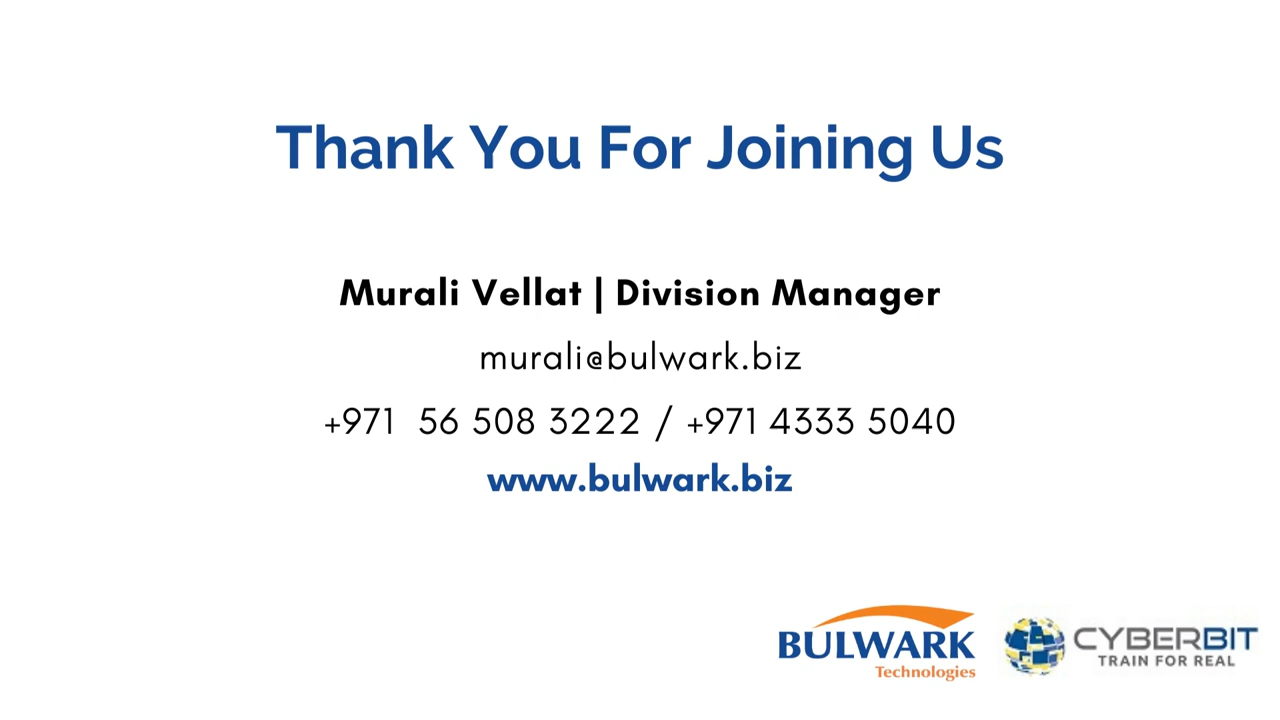 Thank You For Joining Us
Murali Vellat | Division Manager
murali@bulwark.biz
+971  56 508 3222 / +971 4333 5040
www.bulwark.biz
BULWARK
Technologies
CYBERBIT
TRAIN FOR REAL